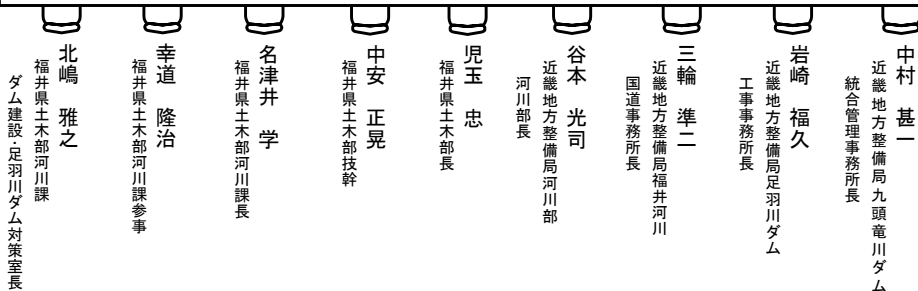 中村 甚一
近畿地方整備局九頭竜川ダム
統合管理事務所長
岩崎 福久
近畿地方整備局足羽川ダム
工事事務所長
三輪 準二
近畿地方整備局福井河川
国道事務所長
谷本 光司
近畿地方整備局河川部
河川部長
児玉 忠
福井県土木部長
中安 正晃
福井県土木部技幹
名津井 学
福井県土木部河川課長
幸道 隆治
福井県土木部河川課参事
北嶋 雅之
福井県土木部河川課
ダム建設・足羽川ダム対策室長